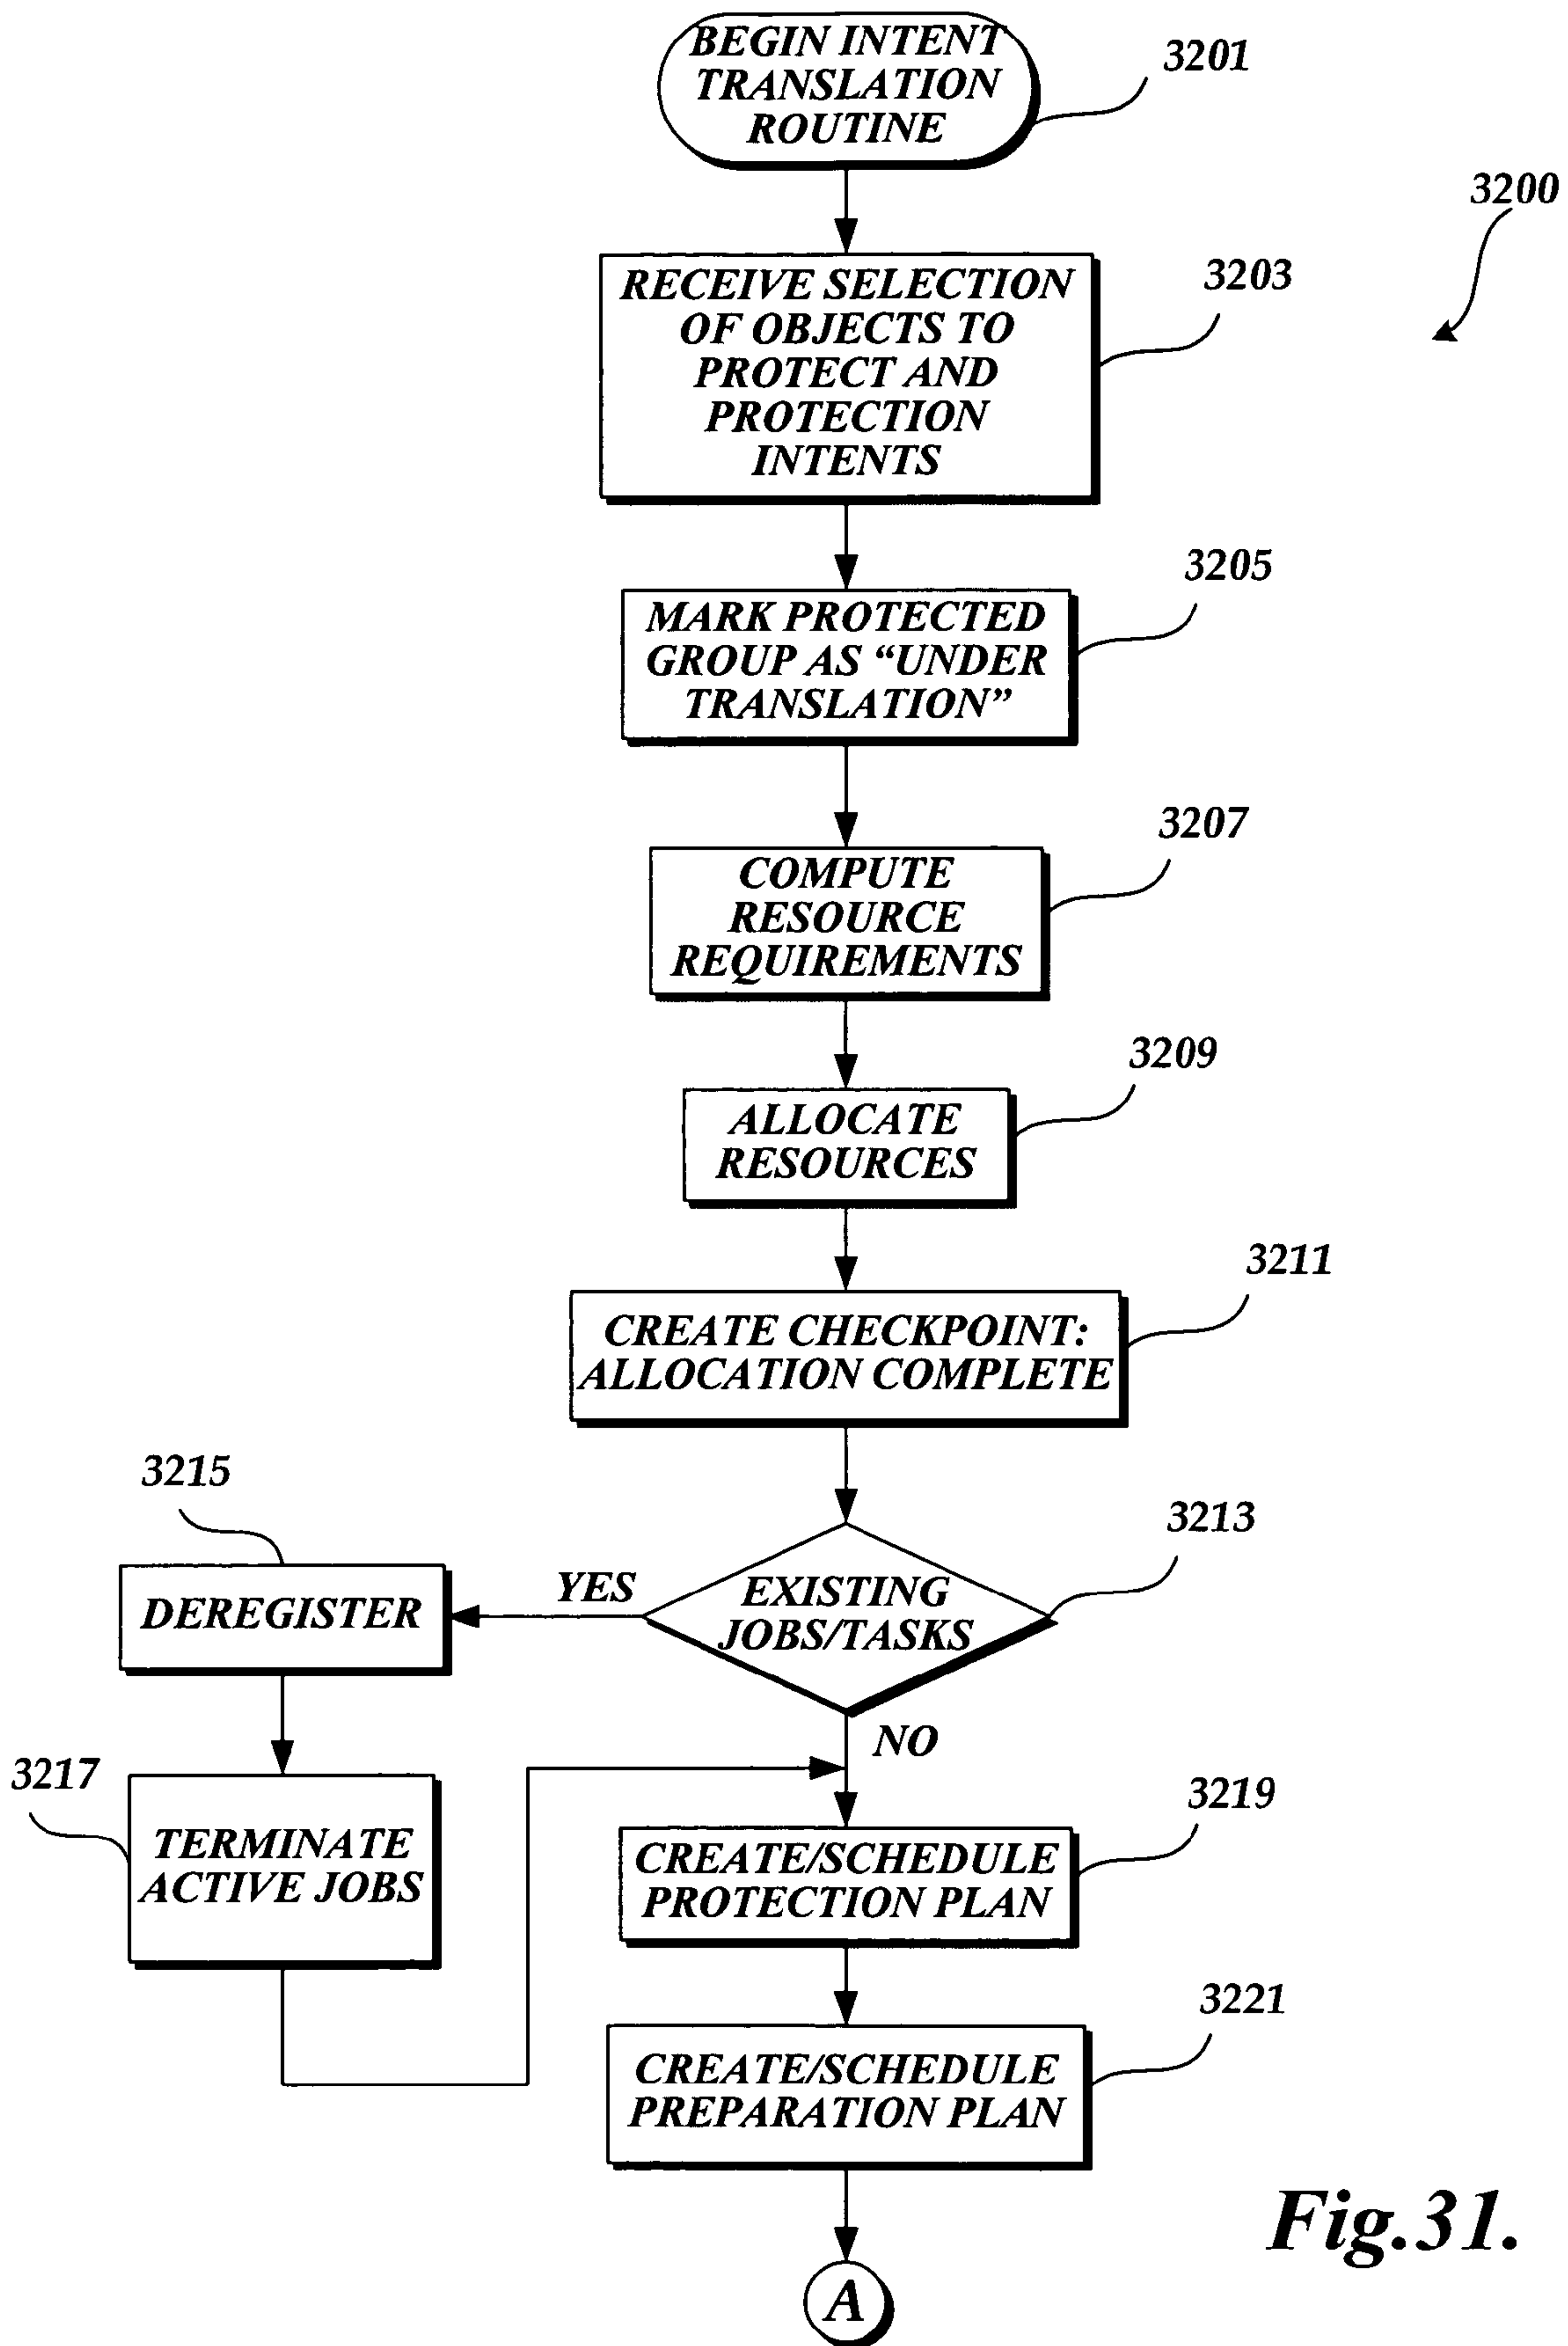 BEGIN INTENT
TRANSLATION
ROUTINE
3201
3200
RECEIVE SELECTION
OF OBJECTS TO
PROTECT AND
PROTECTION
INTENTS
3203
MARK PROTECTED
GROUP AS “UNDER
TRANSLATION”
3205
COMPUTE
RESOURCE
REQUIREMENTS
3207
ALLOCATE
RESOURCES
3209
CREATE CHECKPOINT:
ALLOCATION COMPLETE
3211
EXISTING
JOBS/TASKS
3213
YES
3215
DEREGISTER
3217
TERMINATE
ACTIVE JOBS
NO
CREATE/SCHEDULE
PROTECTION PLAN
3219
CREATE/SCHEDULE
PREPARATION PLAN
3221
A
Fig.31.